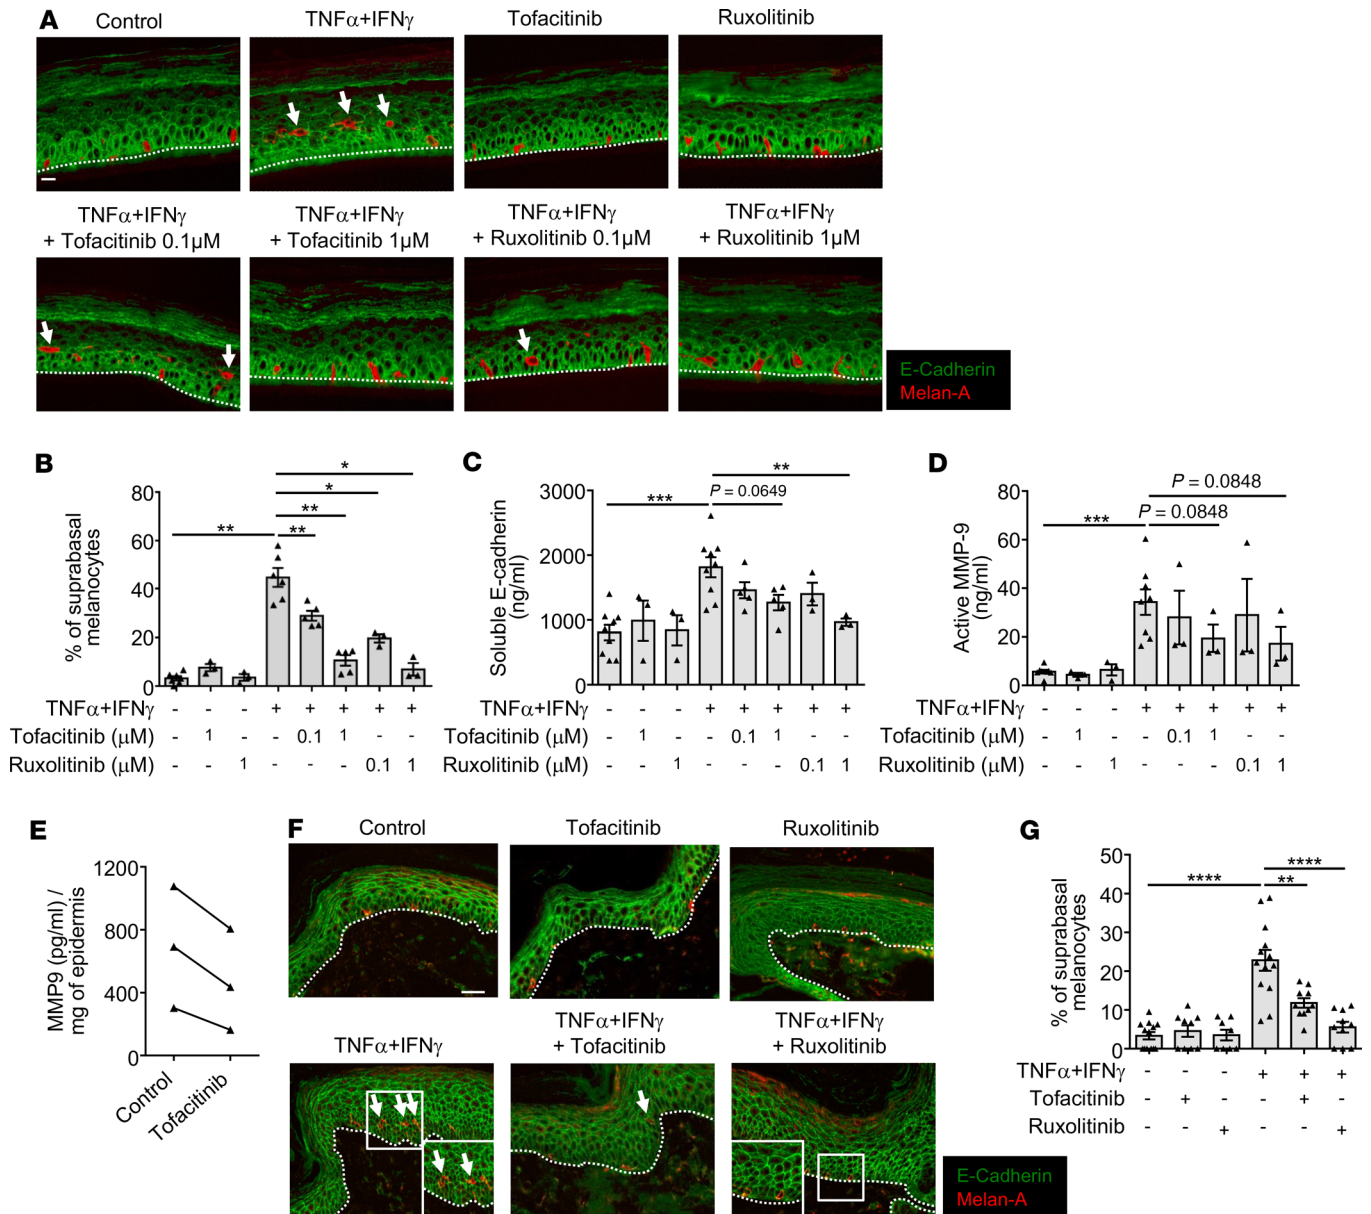 A
Control
TNFα+IFNγ
Tofacitinib
Ruxolitinib
TNFα+IFNγ
+ Tofacitinib 0.1µM
TNFα+IFNγ
+ Tofacitinib 1µM
TNFα+IFNγ
+ Ruxolitinib 0.1µM
TNFα+IFNγ
+ Ruxolitinib 1µM
E-Cadherin
Melan-A
B
% of suprabasal
melanocytes
80
60
40
20
0
** ** ** * *
TNFα+IFNγ - - - + + + + +
Tofacitinib (µM) - 1 - - 0.1 1 - -
Ruxolitinib (µM) - - 1 - - - 0.1 1
C
Soluble E-cadherin
(ng/ml)
3000
2000
1000
0
***
P = 0.0649
**
TNFα+IFNγ - - - + + + + +
Tofacitinib (µM) - 1 - - 0.1 1 - -
Ruxolitinib (µM) - - 1 - - - 0.1 1
D
Active MMP-9
(ng/ml)
80
60
40
20
0
***
P = 0.0848
P = 0.0848
TNFα+IFNγ - - - + + + + +
Tofacitinib (µM) - 1 - - 0.1 1 - -
Ruxolitinib (µM) - - 1 - - - 0.1 1
E
MMP9 (pg/ml) /
mg of epidermis
1200
800
400
0
Control
Tofacitinib
F
Control
Tofacitinib
Ruxolitinib
TNFα+IFNγ
TNFα+IFNγ
+ Tofacitinib
TNFα+IFNγ
+ Ruxolitinib
E-Cadherin
Melan-A
G
% of suprabasal
melanocytes
50
40
30
20
10
0
****
**
****
TNFα+IFNγ - - - + + +
Tofacitinib - + - - + -
Ruxolitinib - - + - - +